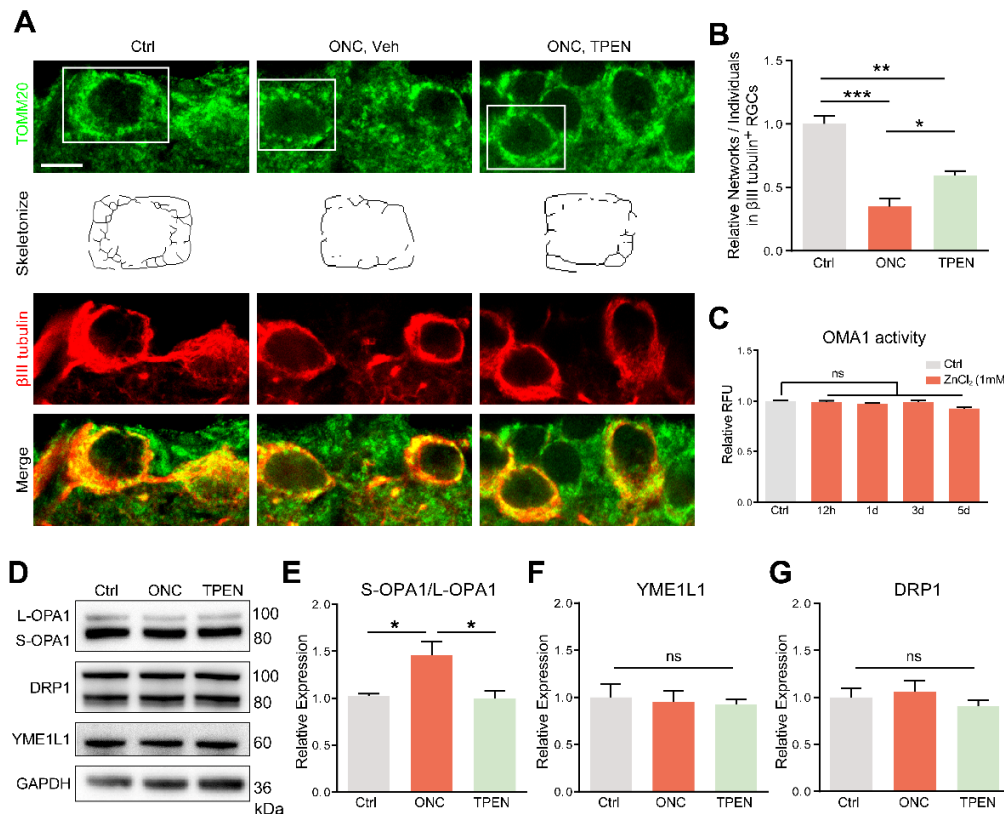 A
Ctrl
ONC, Veh
ONC, TPEN
TOMM20
Skeletonize
βIII tubulin
Merge
B
Relative Networks / Individuals
in βIII tubulin⁺ RGCs
1.5
1.0
0.5
0.0
**
***
*
Ctrl
ONC
TPEN
C
OMA1 activity
Relative RFU
1.5
1.0
0.5
0.0
Ctrl
ZnCl₂ (1mM
ns
Ctrl
12h
1d
3d
5d
D
Ctrl
ONC
TPEN
L-OPA1
S-OPA1
100
80
DRP1
100
80
YME1L1
60
GAPDH
36
kDa
E
S-OPA1/L-OPA1
Relative Expression
2.0
1.5
1.0
0.5
0.0
*
*
Ctrl
ONC
TPEN
F
YME1L1
Relative Expression
2.0
1.5
1.0
0.5
0.0
ns
Ctrl
ONC
TPEN
G
DRP1
Relative Expression
2.0
1.5
1.0
0.5
0.0
ns
Ctrl
ONC
TPEN